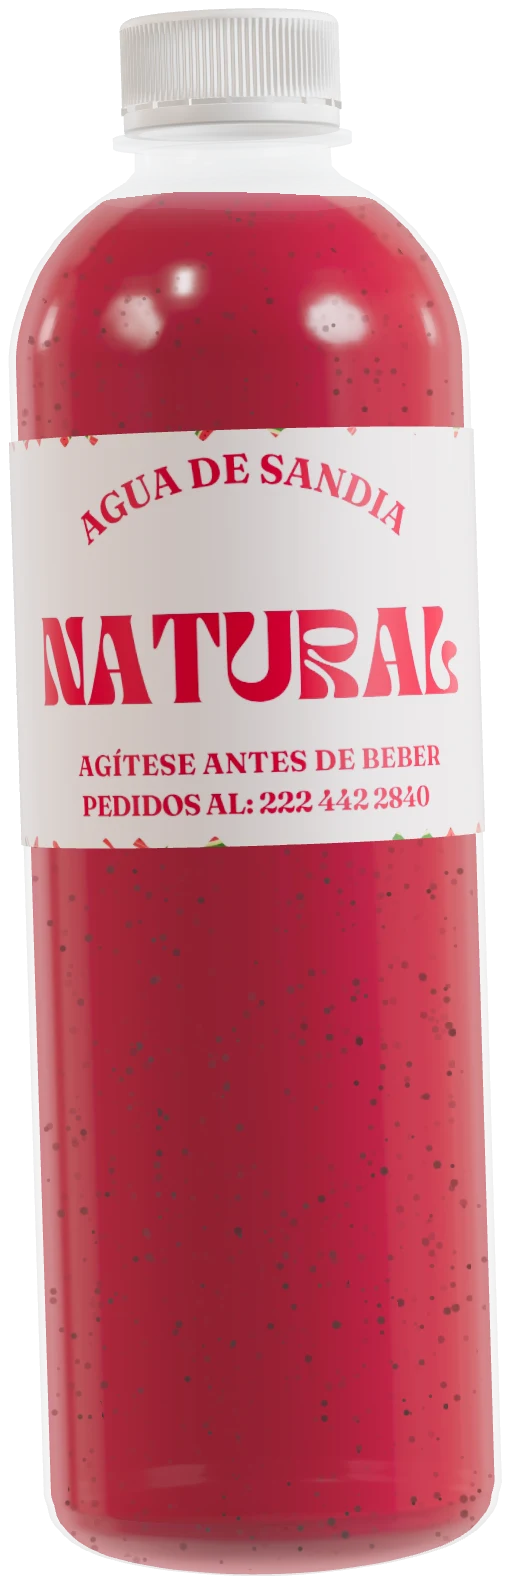 AGUA DE SANDIA
NATURAL
AGÍTESE ANTES DE BEBER
PEDIDOS AL: 222 442 2840